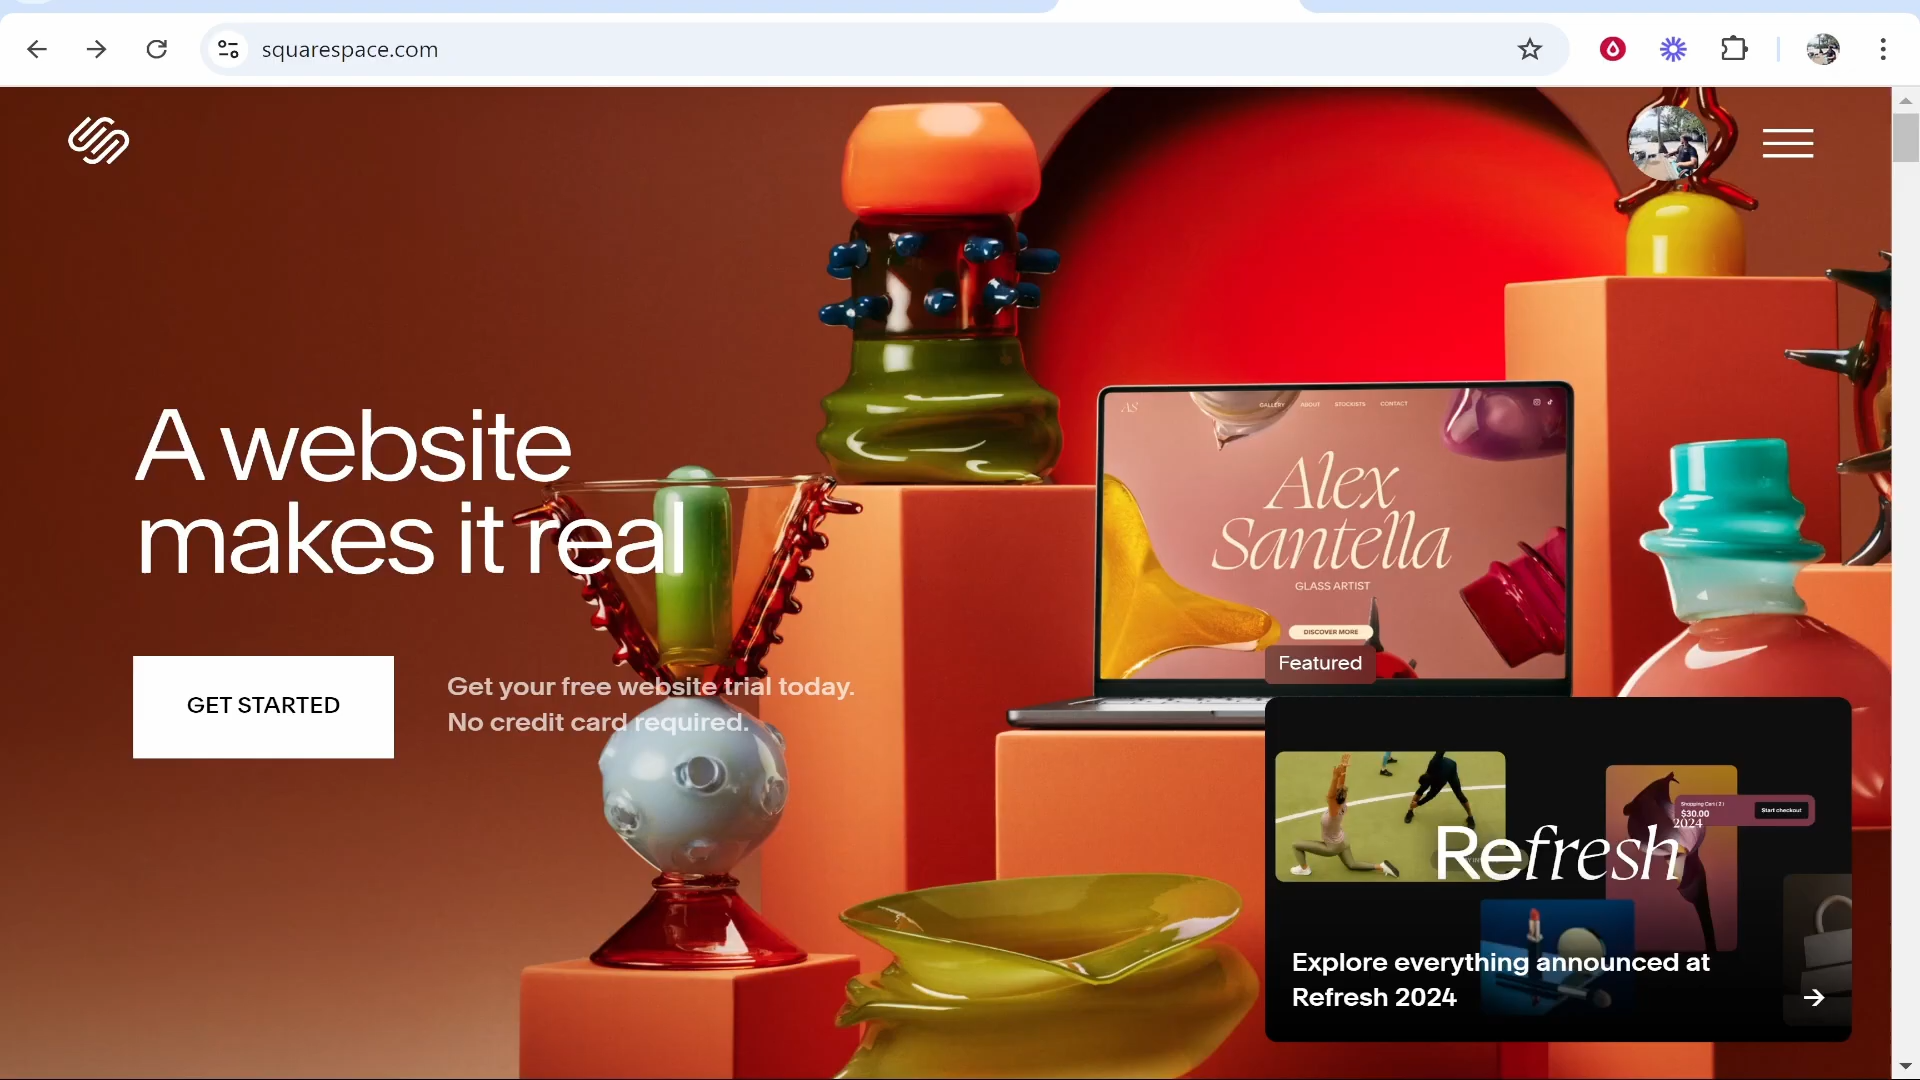 squarespace.com
A website
makes it real
GET STARTED
Get your free website trial today.
No credit card required.
AS
GALLERY ABOUT STOCKISTS CONTACT
Alex
Santella
GLASS ARTIST
DISCOVER MORE
Featured
Shopping Cart ( 2 )
$30.00
Start checkout
2024
Refresh
Explore everything announced at
Refresh 2024